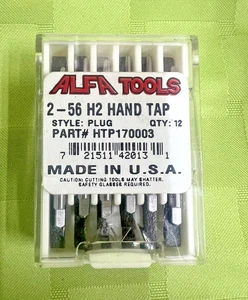 ALFA TOOLS
2-56 H2 HAND TAP
STYLE: PLUG QTY: 12
PART# HTP170003
7 21511 42013 1
MADE IN U.S.A.
CAUTION: CUTTING TOOLS MAY SHATTER.
SAFETY GLASSES REQUIRED.